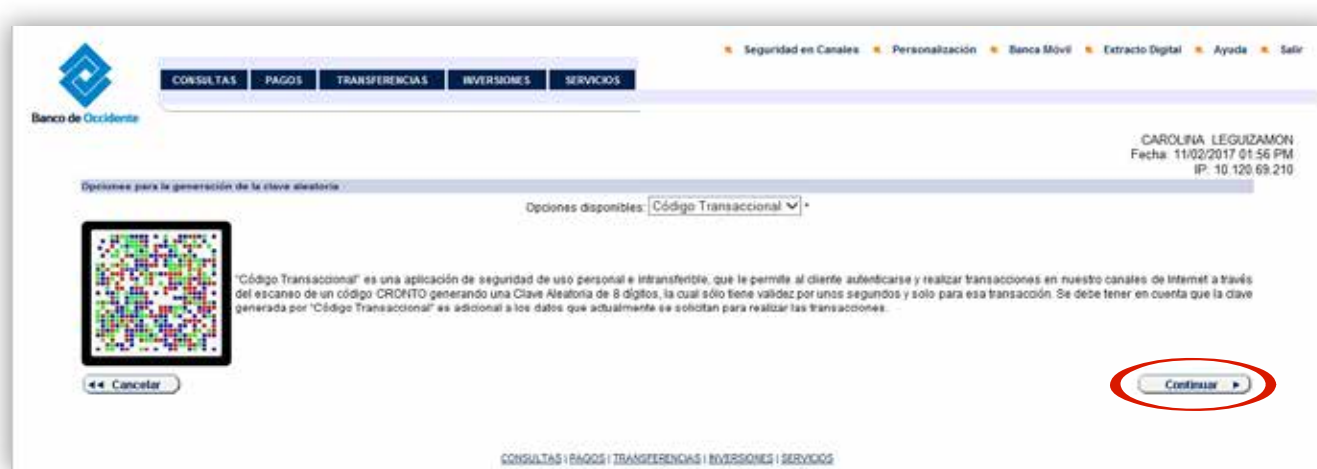 Seguridad en Canales Personalización Banca Móvil Extracto Digital Ayuda Salir
CONSULTAS PAGOS TRANSFERENCIAS INVERSIONES SERVICIOS
Banco de Occidente
CAROLINA LEGUIZAMON
Fecha: 11/02/2017 01:56 PM
IP: 10.120.69.210
Opciones para la generación de la clave aleatoria
Opciones disponibles: Código Transaccional *
"Código Transaccional" es una aplicación de seguridad de uso personal e intransferible, que le permite al cliente autenticarse y realizar transacciones en nuestro canales de Internet a través
del escaneo de un código CRONTO generando una Clave Aleatoria de 8 dígitos, la cual sólo tiene validez por unos segundos y solo para esa transacción. Se debe tener en cuenta que la clave
generada por "Código Transaccional" es adicional a los datos que actualmente se solicitan para realizar las transacciones.
Cancelar
Continuar
CONSULTAS | PAGOS | TRANSFERENCIAS | INVERSIONES | SERVICIOS